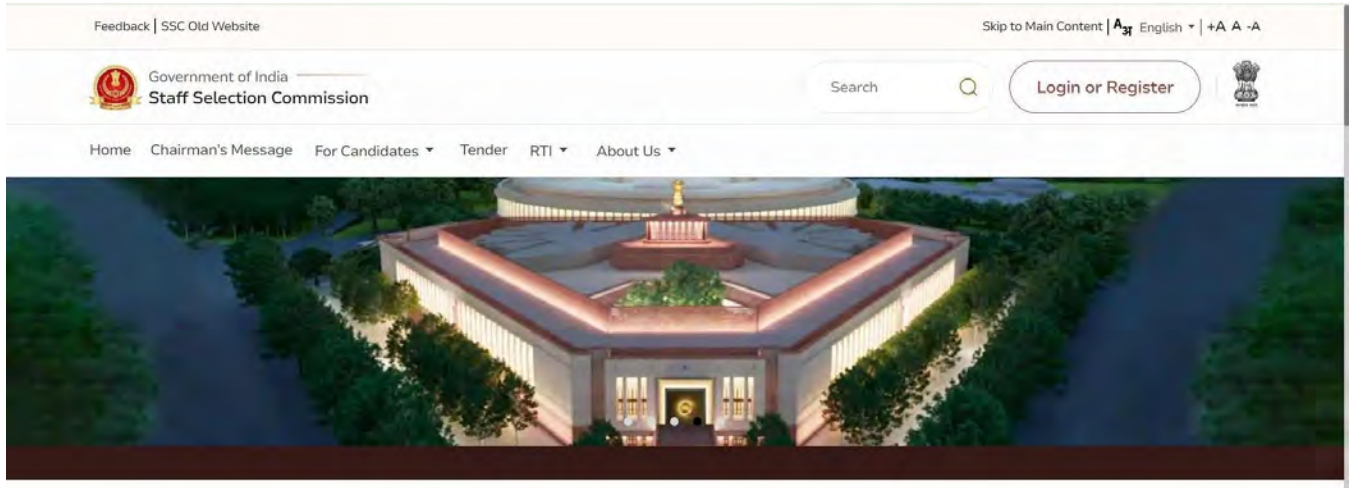 Feedback | SSC Old Website
Skip to Main Content | Aअ English | +A A -A
Government of India
Staff Selection Commission
Search
Login or Register
Home Chairman's Message For Candidates Tender RTI About Us